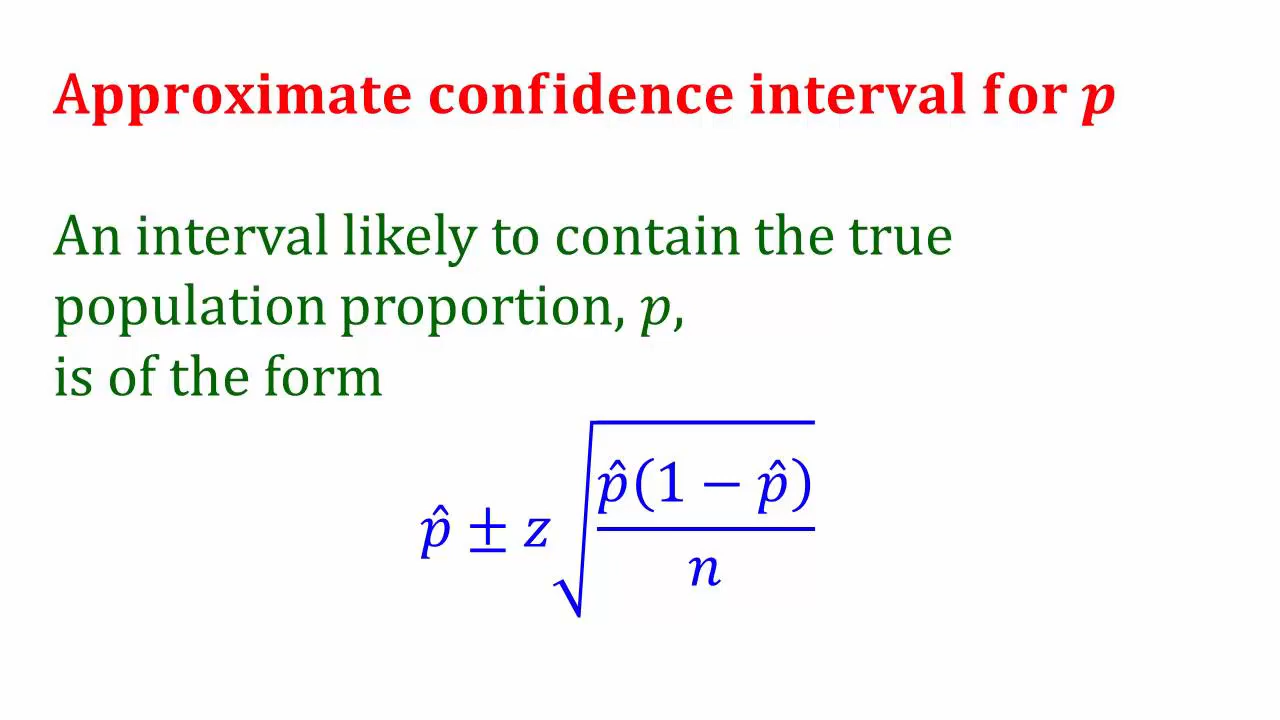 Approximate confidence interval for 𝒑
An interval likely to contain the true
population proportion, 𝑝,
is of the form
p̂ ± z √(p̂(1 − p̂)/n)